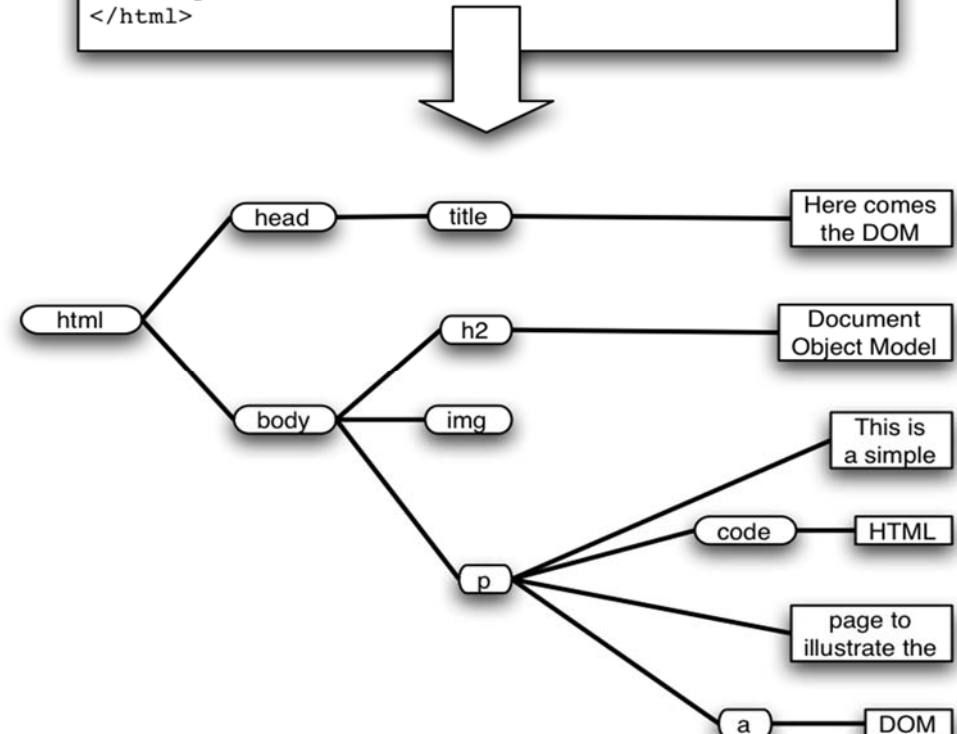 </html>
head
title
Here comes
the DOM
html
h2
Document
Object Model
body
img
This is
a simple
code
HTML
p
page to
illustrate the
a
DOM